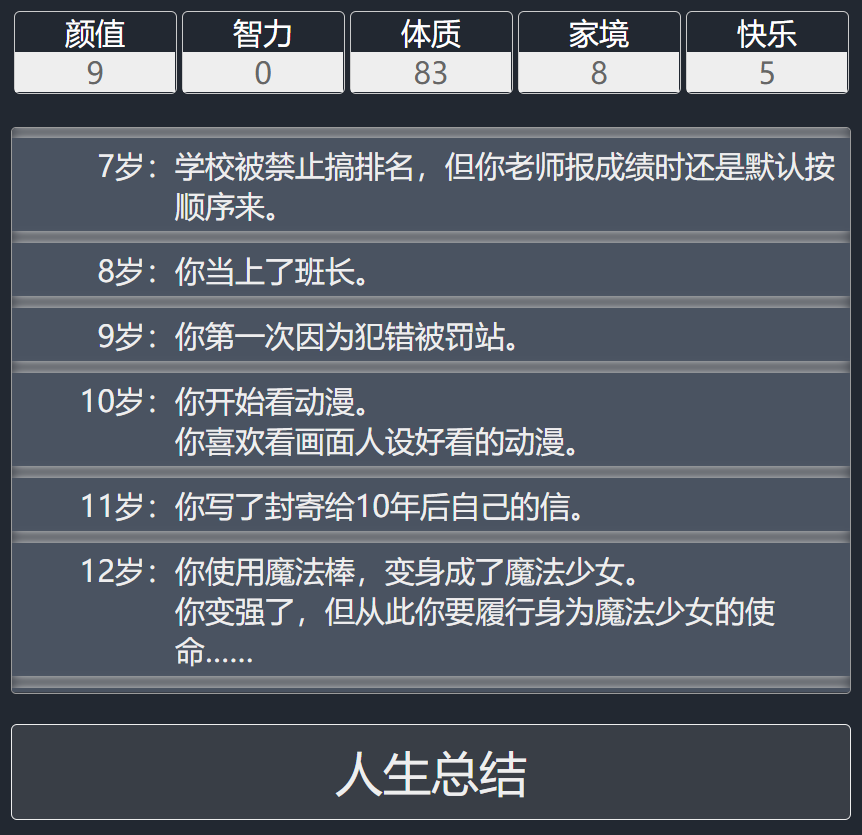 颜值 智力 体质 家境 快乐
9 0 83 8 5
7岁： 学校被禁止搞排名，但你老师报成绩时还是默认按
顺序来。
8岁： 你当上了班长。
9岁： 你第一次因为犯错被罚站。
10岁： 你开始看动漫。
你喜欢看画面人设好看的动漫。
11岁： 你写了封寄给10年后自己的信。
12岁： 你使用魔法棒，变身成了魔法少女。
你变强了，但从此你要履行身为魔法少女的使
命……
人生总结